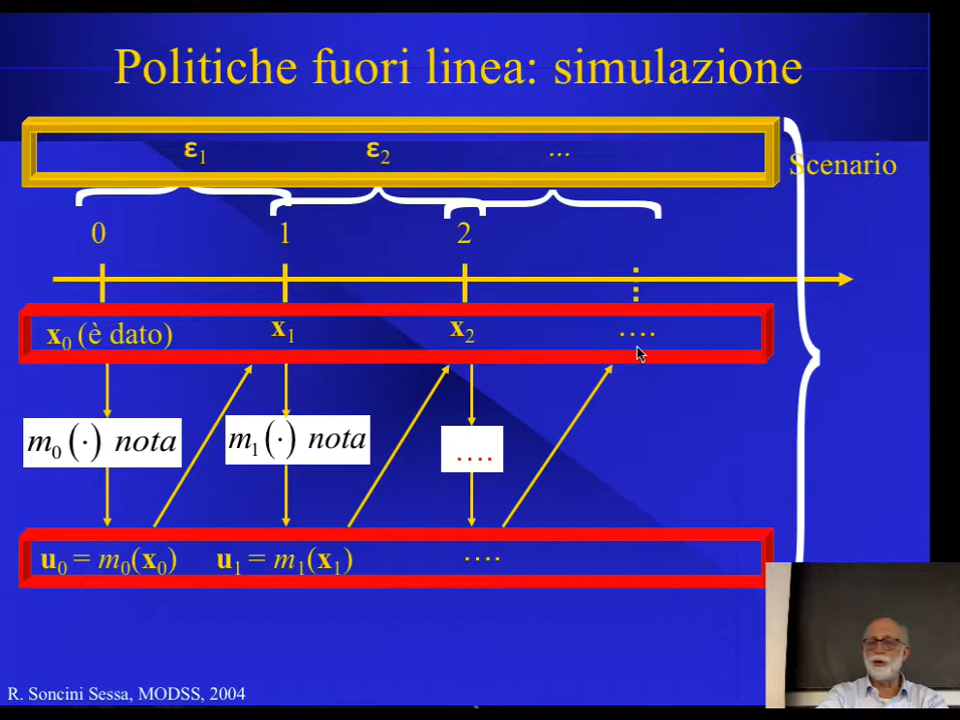 Politiche fuori linea: simulazione
ε1 ε2 ...
Scenario
0 1 2
x0 (è dato) x1 x2 ....
m0 (·) nota m1 (·) nota ....
u0 = m0(x0) u1 = m1(x1) ....
R. Soncini Sessa, MODSS, 2004